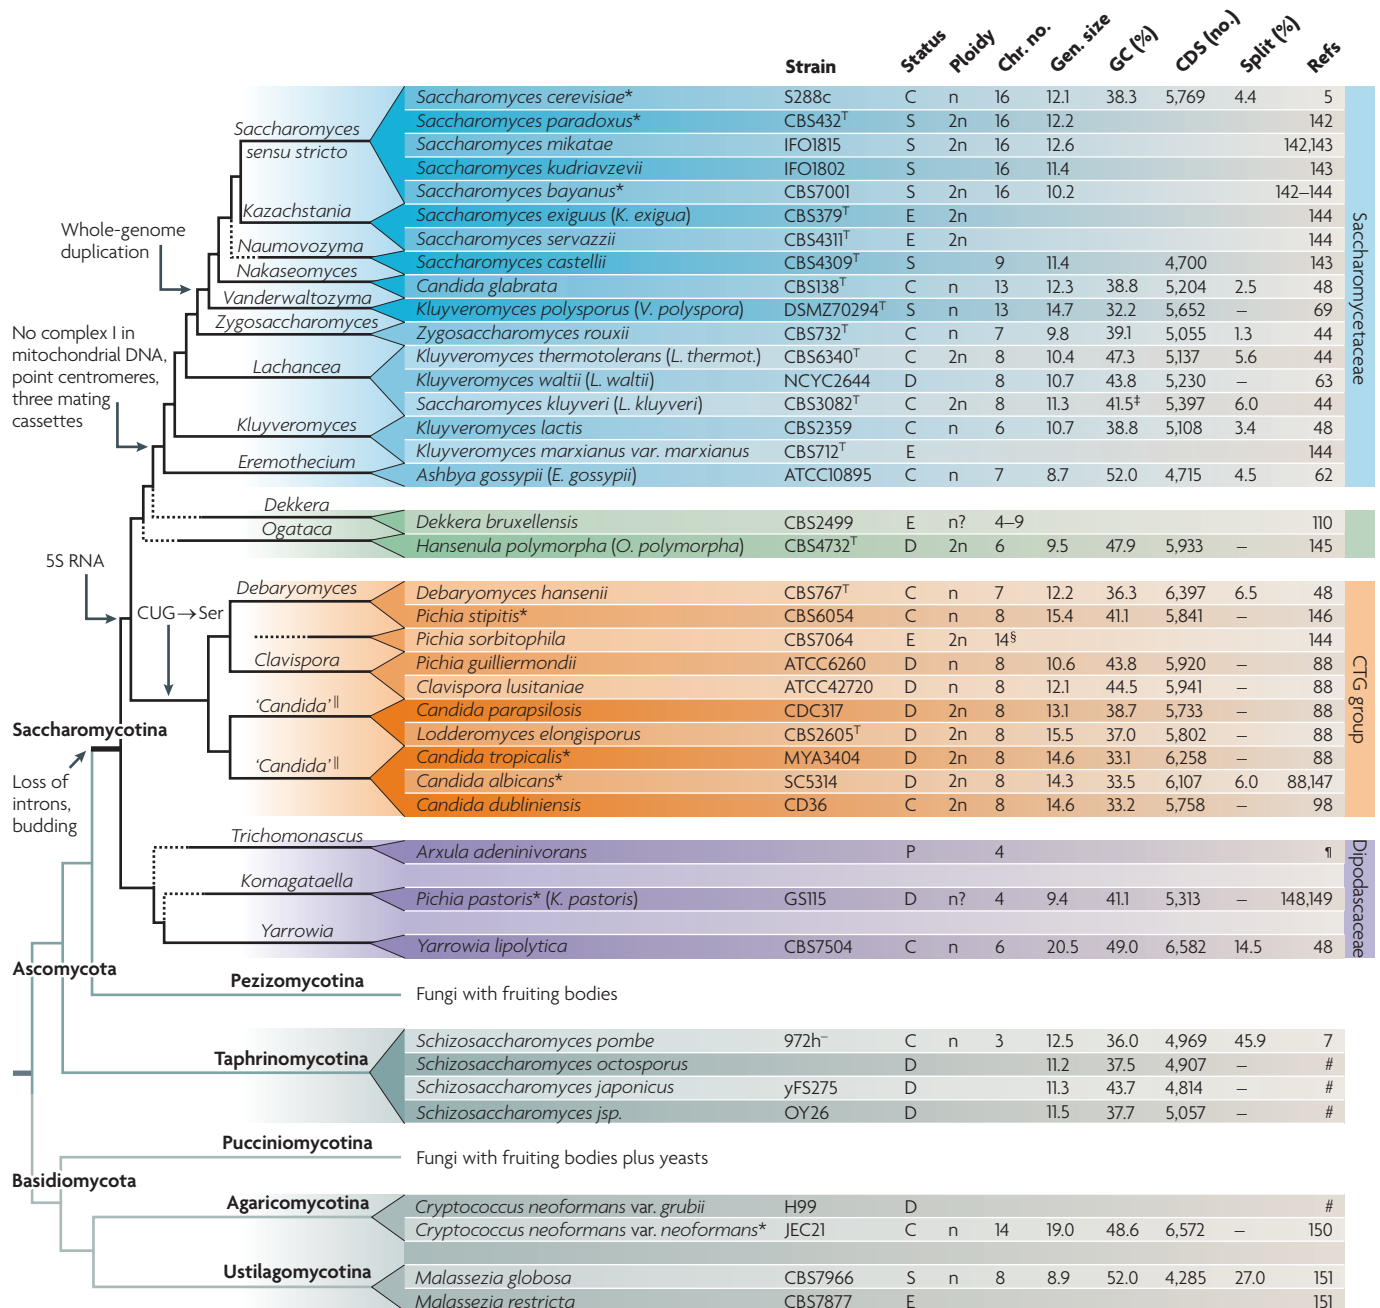 Strain Status Ploidy Chr. no. Gen. size GC (%) CDS (no.) Split (%) Refs
Saccharomyces cerevisiae* S288c C n 16 12.1 38.3 5,769 4.4 5
Saccharomyces paradoxus* CBS432ᵀ S 2n 16 12.2 142
Saccharomyces sensu stricto
Saccharomyces mikatae IFO1815 S 2n 16 12.6 142,143
Saccharomyces kudriavzevii IFO1802 S 16 11.4 143
Saccharomyces bayanus* CBS7001 S 2n 16 10.2 142–144
Kazachstania
Saccharomyces exiguus (K. exigua) CBS379ᵀ E 2n 144
Saccharomyces servazzii CBS4311ᵀ E 2n 144
Naumovozyma
Saccharomyces castellii CBS4309ᵀ S 9 11.4 4,700 143
Nakaseomyces
Candida glabrata CBS138ᵀ C n 13 12.3 38.8 5,204 2.5 48
Vanderwaltozyma
Kluyveromyces polysporus (V. polyspora) DSMZ70294ᵀ S n 13 14.7 32.2 5,652 – 69
Zygosaccharomyces
Zygosaccharomyces rouxii CBS732ᵀ C n 7 9.8 39.1 5,055 1.3 44
Kluyveromyces thermotolerans (L. thermot.) CBS6340ᵀ C 2n 8 10.4 47.3 5,137 5.6 44
Lachancea
Kluyveromyces waltii (L. waltii) NCYC2644 D 8 10.7 43.8 5,230 – 63
Saccharomyces kluyveri (L. kluyveri) CBS3082ᵀ C 2n 8 11.3 41.5‡ 5,397 6.0 44
Kluyveromyces
Kluyveromyces lactis CBS2359 C n 6 10.7 38.8 5,108 3.4 48
Kluyveromyces marxianus var. marxianus CBS712ᵀ E 144
Eremothecium
Ashbya gossypii (E. gossypii) ATCC10895 C n 7 8.7 52.0 4,715 4.5 62
Saccharomycetaceae
Whole-genome
duplication
No complex I in
mitochondrial DNA,
point centromeres,
three mating
cassettes
Dekkera
Dekkera bruxellensis CBS2499 E n? 4–9 110
Ogataca
Hansenula polymorpha (O. polymorpha) CBS4732ᵀ D 2n 6 9.5 47.9 5,933 – 145
5S RNA
CUG→Ser
Debaryomyces
Debaryomyces hansenii CBS767ᵀ C n 7 12.2 36.3 6,397 6.5 48
Pichia stipitis* CBS6054 C n 8 15.4 41.1 5,841 – 146
Pichia sorbitophila CBS7064 E 2n 14§ 144
Clavispora
Pichia guilliermondii ATCC6260 D n 8 10.6 43.8 5,920 – 88
Clavispora lusitaniae ATCC42720 D n 8 12.1 44.5 5,941 – 88
'Candida'||
Candida parapsilosis CDC317 D 2n 8 13.1 38.7 5,733 – 88
Lodderomyces elongisporus CBS2605ᵀ D 2n 8 15.5 37.0 5,802 – 88
'Candida'||
Candida tropicalis* MYA3404 D 2n 8 14.6 33.1 6,258 – 88
Candida albicans* SC5314 D 2n 8 14.3 33.5 6,107 6.0 88,147
Candida dubliniensis CD36 C 2n 8 14.6 33.2 5,758 – 98
CTG group
Saccharomycotina
Loss of
introns,
budding
Trichomonascus
Arxula adeninivorans P 4 ¶
Komagataella
Pichia pastoris* (K. pastoris) GS115 D n? 4 9.4 41.1 5,313 – 148,149
Yarrowia
Yarrowia lipolytica CBS7504 C n 6 20.5 49.0 6,582 14.5 48
Dipodascaceae
Ascomycota
Pezizomycotina Fungi with fruiting bodies
Taphrinomycotina
Schizosaccharomyces pombe 972h⁻ C n 3 12.5 36.0 4,969 45.9 7
Schizosaccharomyces octosporus D 11.2 37.5 4,907 – #
Schizosaccharomyces japonicus yFS275 D 11.3 43.7 4,814 – #
Schizosaccharomyces jsp. OY26 D 11.5 37.7 5,057 – #
Pucciniomycotina Fungi with fruiting bodies plus yeasts
Basidiomycota
Agaricomycotina
Cryptococcus neoformans var. grubii H99 D #
Cryptococcus neoformans var. neoformans* JEC21 C n 14 19.0 48.6 6,572 – 150
Ustilagomycotina
Malassezia globosa CBS7966 S n 8 8.9 52.0 4,285 27.0 151
Malassezia restricta CBS7877 E 151